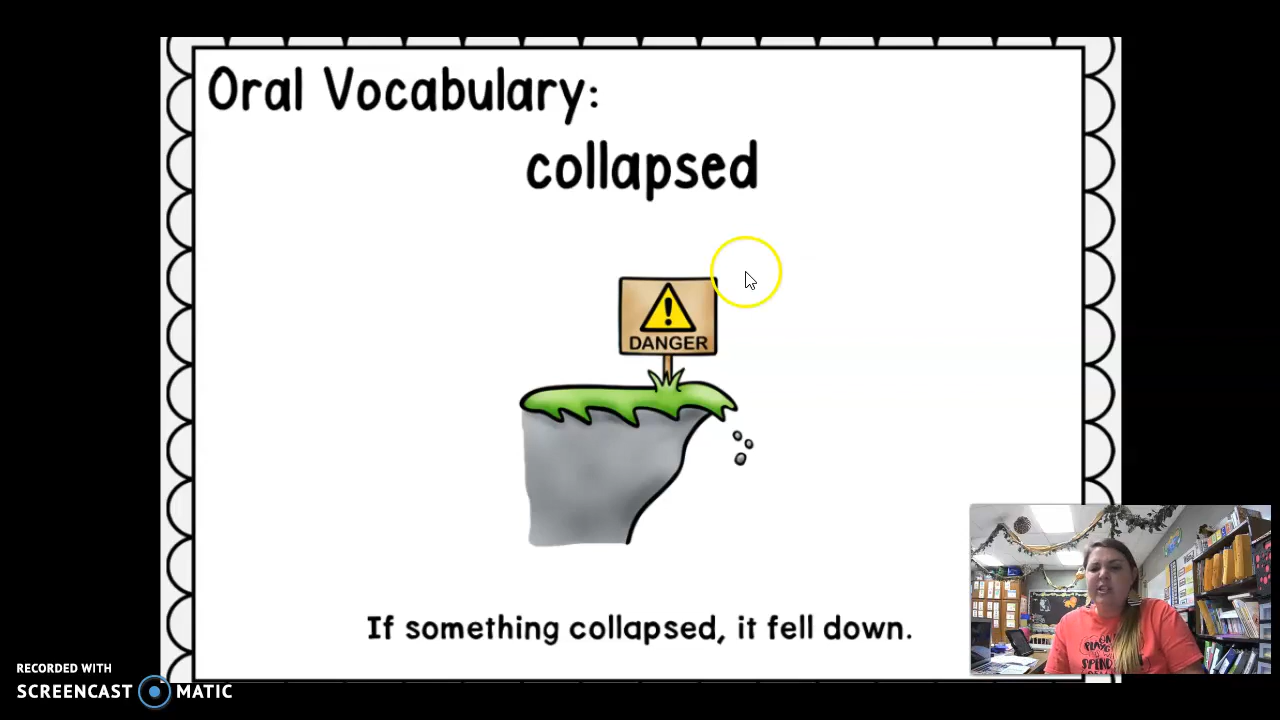 Oral Vocabulary:
collapsed
DANGER
If something collapsed, it fell down.
RECORDED WITH
SCREENCAST MATIC